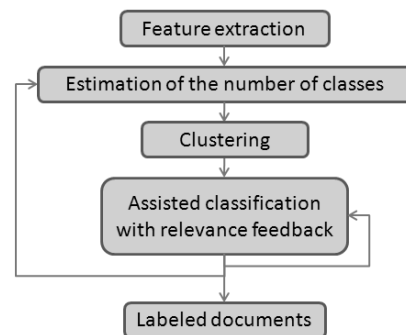 Feature extraction
Estimation of the number of classes
Clustering
Assisted classification
with relevance feedback
Labeled documents